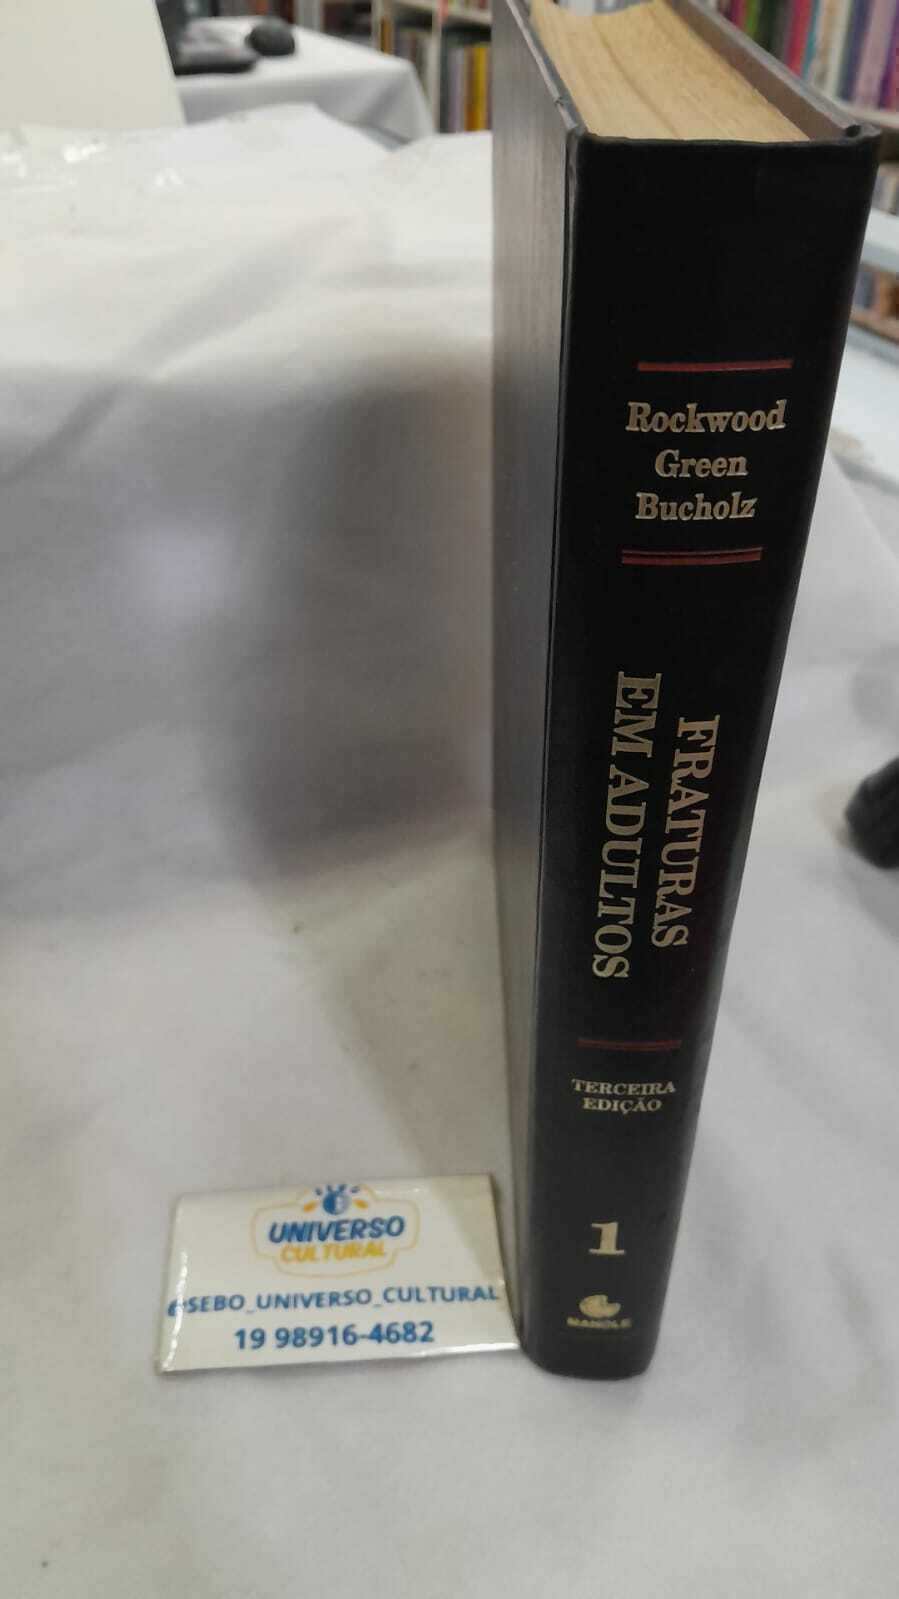 Rockwood
Green
Bucholz
FRATURAS
EM ADULTOS
TERCEIRA
EDIÇÃO
1
MANOLE
UNIVERSO
CULTURAL
@SEBO_UNIVERSO_CULTURAL
19 98916-4682